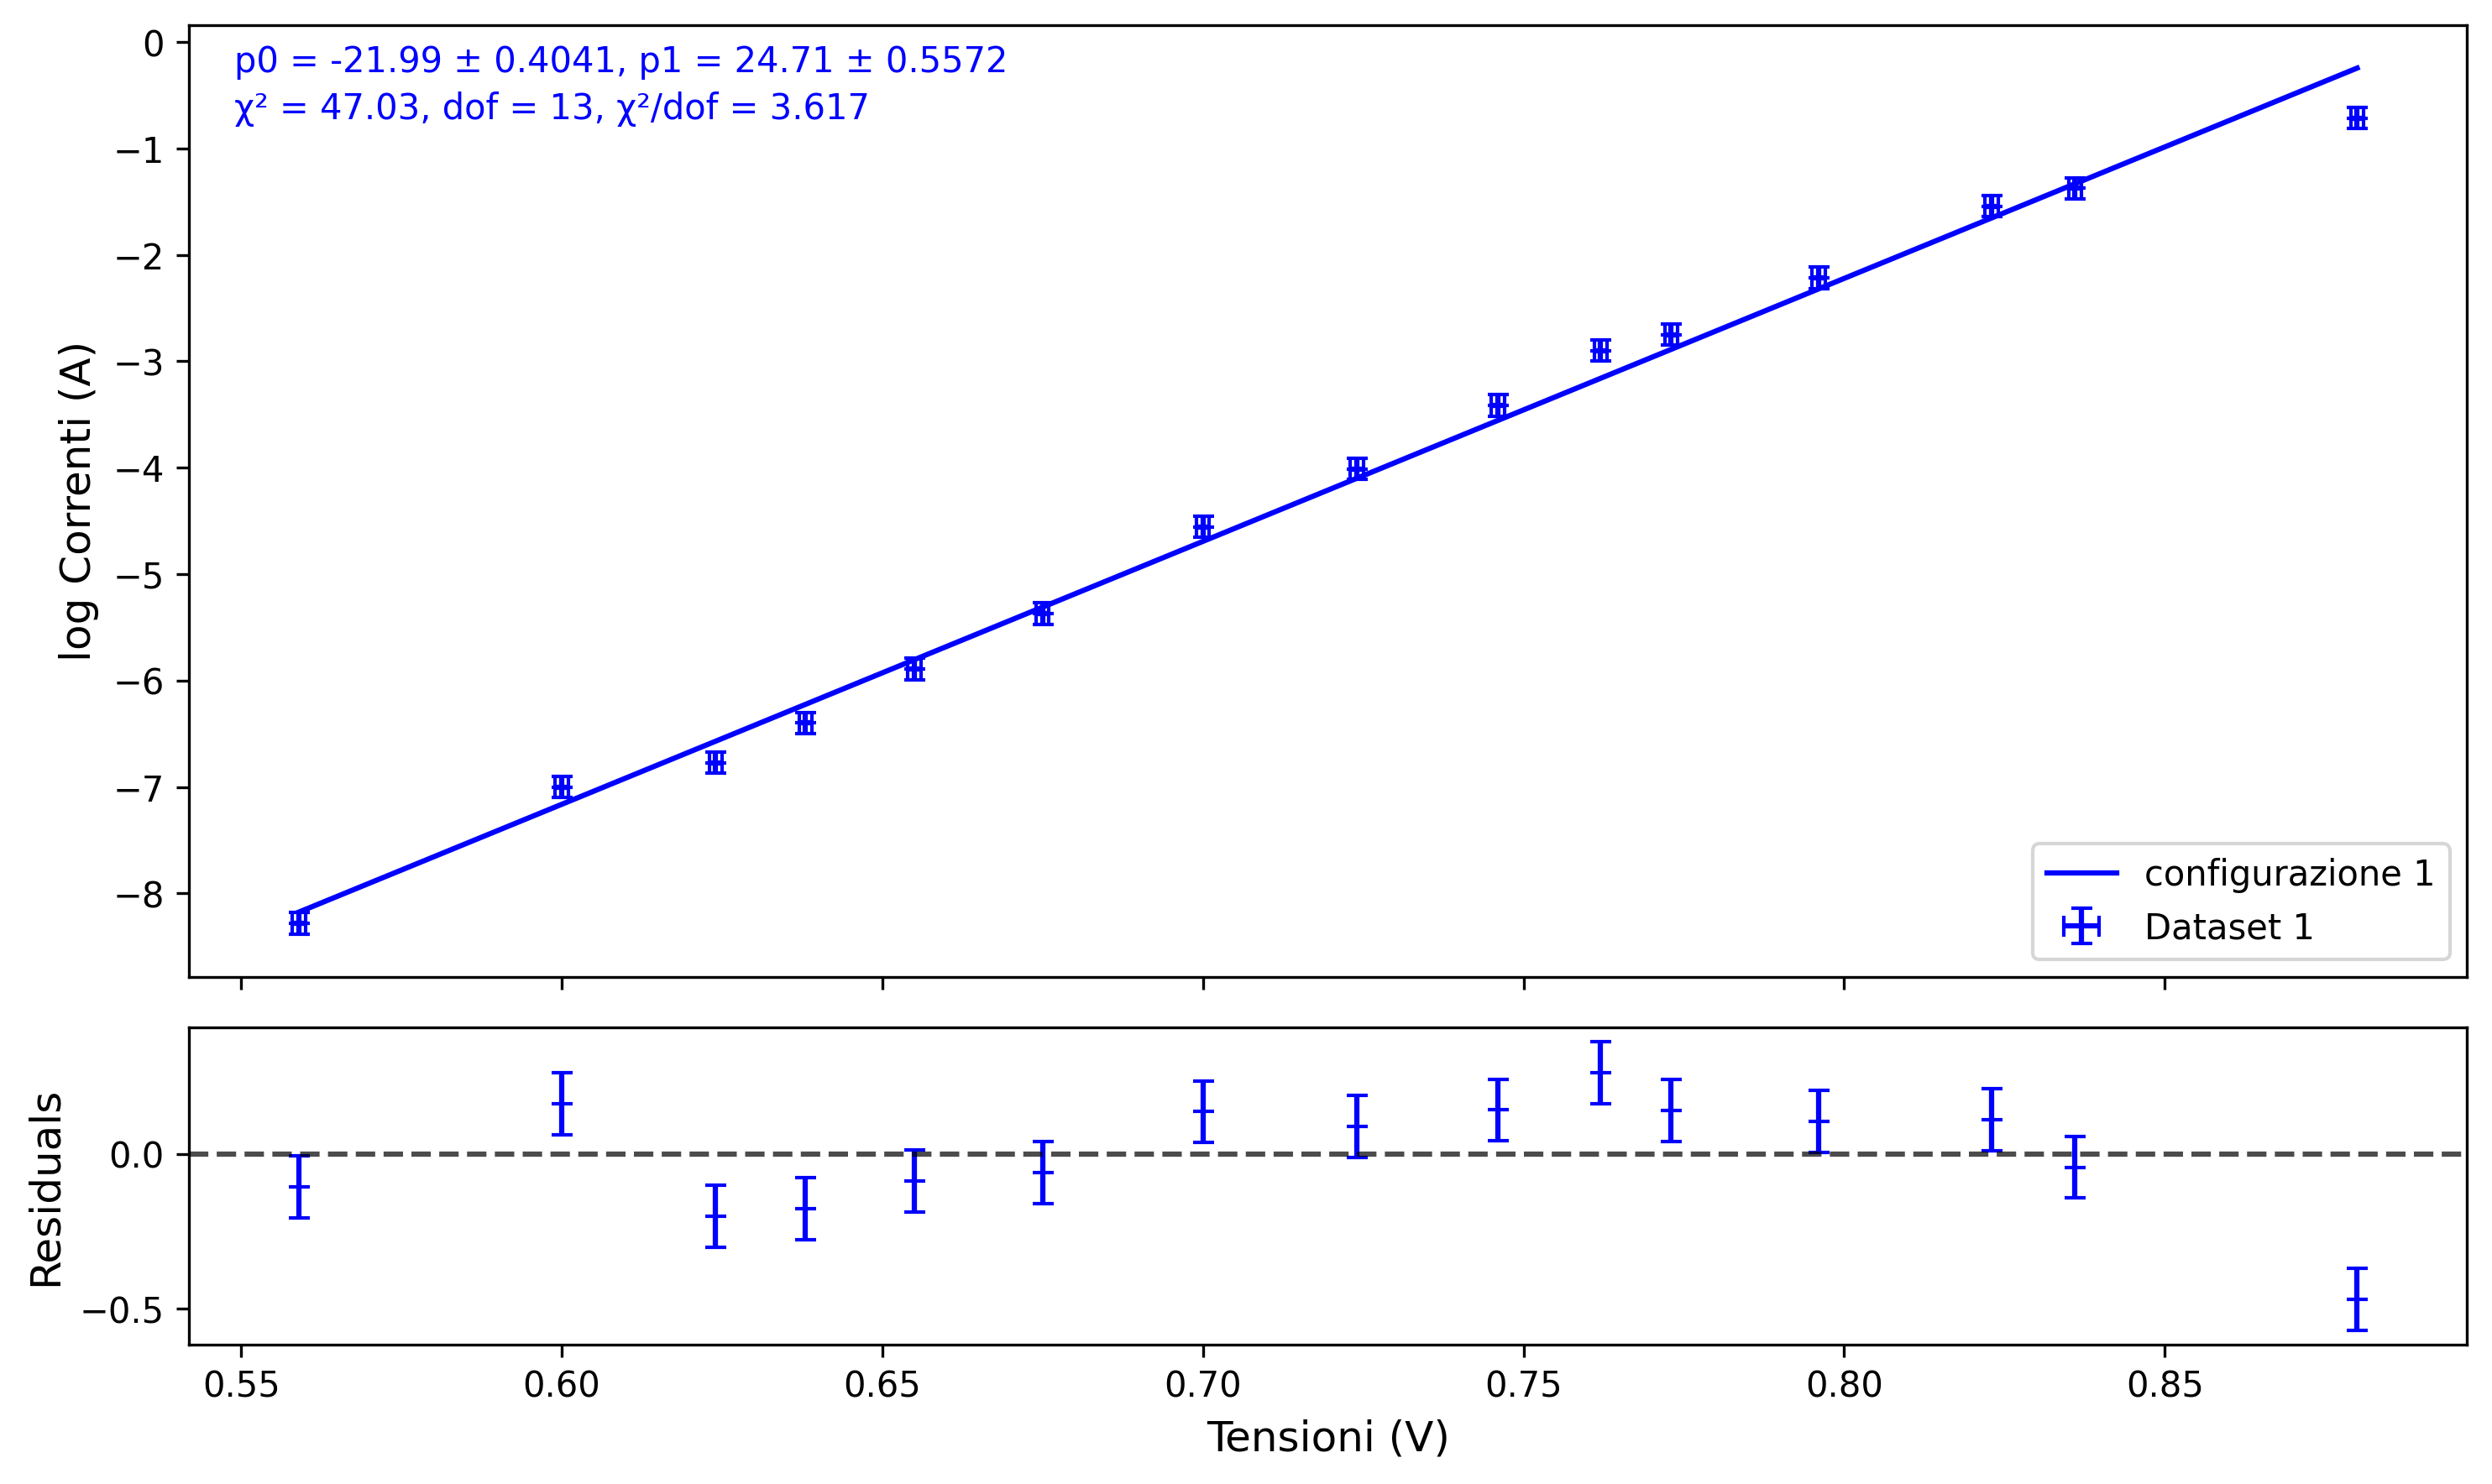 p0 = -21.99 ± 0.4041, p1 = 24.71 ± 0.5572
χ² = 47.03, dof = 13, χ²/dof = 3.617
0
−1
−2
−3
−4
−5
−6
−7
−8
log Correnti (A)
configurazione 1
Dataset 1
0.0
−0.5
Residuals
0.55
0.60
0.65
0.70
0.75
0.80
0.85
Tensioni (V)